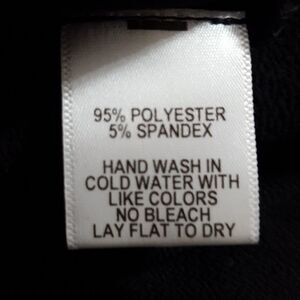 95% POLYESTER
5% SPANDEX
HAND WASH IN
COLD WATER WITH
LIKE COLORS
NO BLEACH
LAY FLAT TO DRY